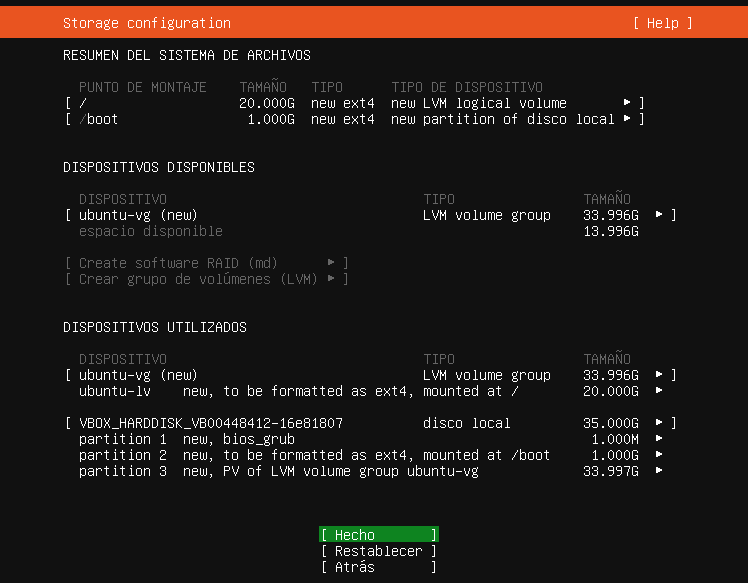 Storage configuration [ Help ]
RESUMEN DEL SISTEMA DE ARCHIVOS
PUNTO DE MONTAJE TAMAÑO TIPO TIPO DE DISPOSITIVO
[ / 20.000G new ext4 new LVM logical volume ▸ ]
[ /boot 1.000G new ext4 new partition of disco local ▸ ]
DISPOSITIVOS DISPONIBLES
DISPOSITIVO TIPO TAMAÑO
[ ubuntu-vg (new) LVM volume group 33.996G ▸ ]
espacio disponible 13.996G
[ Create software RAID (md) ▸ ]
[ Crear grupo de volúmenes (LVM) ▸ ]
DISPOSITIVOS UTILIZADOS
DISPOSITIVO TIPO TAMAÑO
[ ubuntu-vg (new) LVM volume group 33.996G ▸ ]
ubuntu-lv new, to be formatted as ext4, mounted at / 20.000G ▸
[ VBOX_HARDDISK_VB00448412-16e81807 disco local 35.000G ▸ ]
partition 1 new, bios_grub 1.000M ▸
partition 2 new, to be formatted as ext4, mounted at /boot 1.000G ▸
partition 3 new, PV of LVM volume group ubuntu-vg 33.997G ▸
[ Hecho ]
[ Restablecer ]
[ Atrás ]